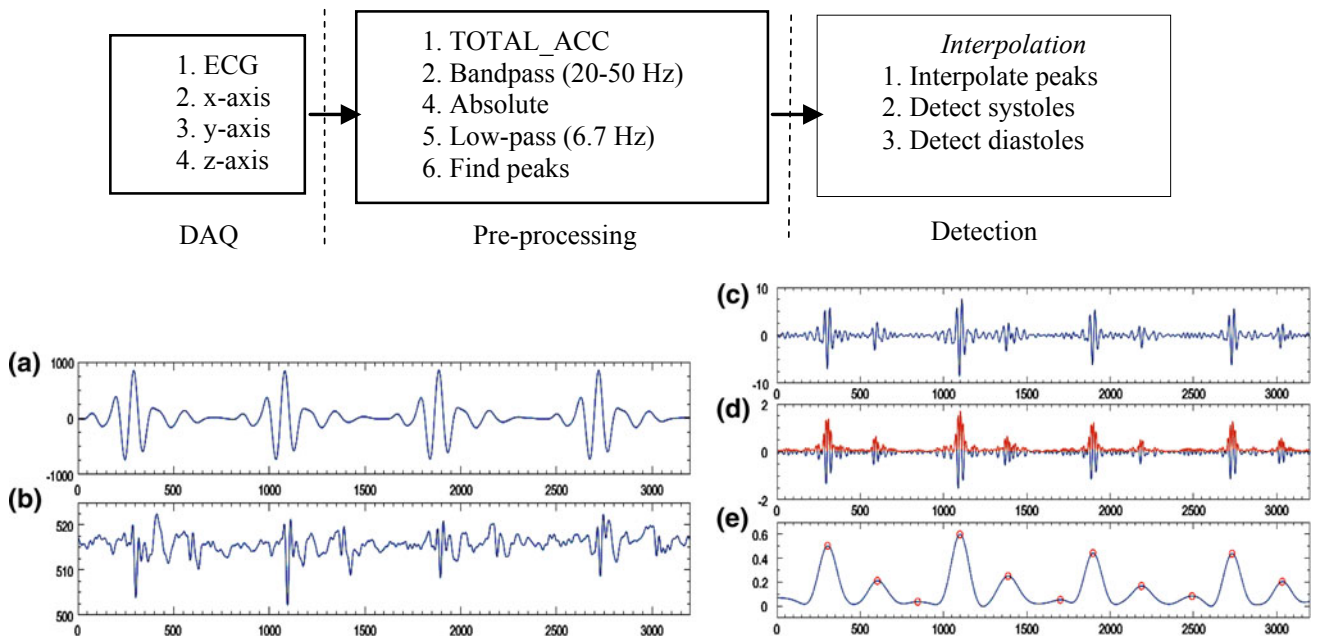 1. ECG
2. x-axis
3. y-axis
4. z-axis
DAQ
1. TOTAL_ACC
2. Bandpass (20-50 Hz)
4. Absolute
5. Low-pass (6.7 Hz)
6. Find peaks
Pre-processing
Interpolation
1. Interpolate peaks
2. Detect systoles
3. Detect diastoles
Detection
(a)
1000
0
-1000
0 500 1000 1500 2000 2500 3000
(b)
520
510
500
0 500 1000 1500 2000 2500 3000
(c)
10
0
-10
0 500 1000 1500 2000 2500 3000
(d)
2
0
-2
0 500 1000 1500 2000 2500 3000
(e)
0.6
0.4
0.2
0
0 500 1000 1500 2000 2500 3000